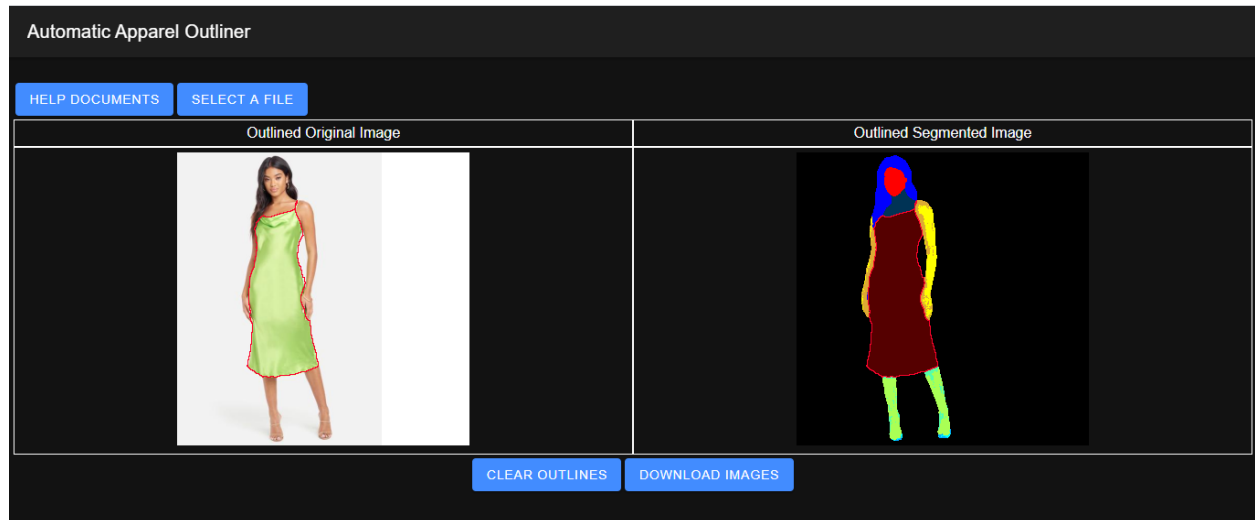 Automatic Apparel Outliner
HELP DOCUMENTS
SELECT A FILE
Outlined Original Image
Outlined Segmented Image
CLEAR OUTLINES
DOWNLOAD IMAGES